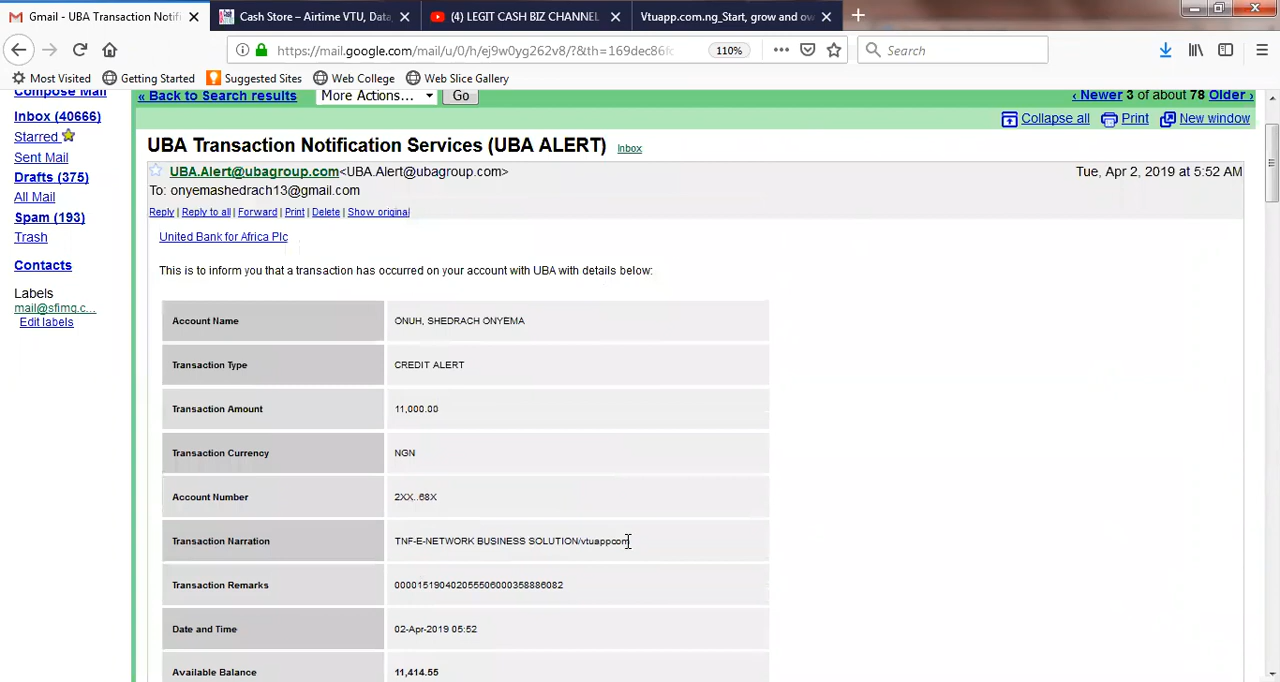 Gmail - UBA Transaction Notifi
Cash Store – Airtime VTU, Data,
(4) LEGIT CASH BIZ CHANNEL
Vtuapp.com.ng_Start, grow and ow
https://mail.google.com/mail/u/0/h/ej9w0yg262v8/?&th=169dec86fc
110%
Search
Most Visited
Getting Started
Suggested Sites
Web College
Web Slice Gallery
Compose Mail
« Back to Search results
More Actions...
Go
‹ Newer 3 of about 78 Older ›
Inbox (40666)
Starred
Sent Mail
Drafts (375)
All Mail
Spam (193)
Trash
Contacts
Labels
mail@sfimg.c...
Edit labels
Collapse all
Print
New window
UBA Transaction Notification Services (UBA ALERT) Inbox
UBA.Alert@ubagroup.com<UBA.Alert@ubagroup.com>
Tue, Apr 2, 2019 at 5:52 AM
To: onyemashedrach13@gmail.com
Reply | Reply to all | Forward | Print | Delete | Show original
United Bank for Africa Plc
This is to inform you that a transaction has occurred on your account with UBA with details below:
Account Name ONUH, SHEDRACH ONYEMA
Transaction Type CREDIT ALERT
Transaction Amount 11,000.00
Transaction Currency NGN
Account Number 2XX..68X
Transaction Narration TNF-E-NETWORK BUSINESS SOLUTION/vtuappcom
Transaction Remarks 000015190402055506000358886082
Date and Time 02-Apr-2019 05:52
Available Balance 11,414.55